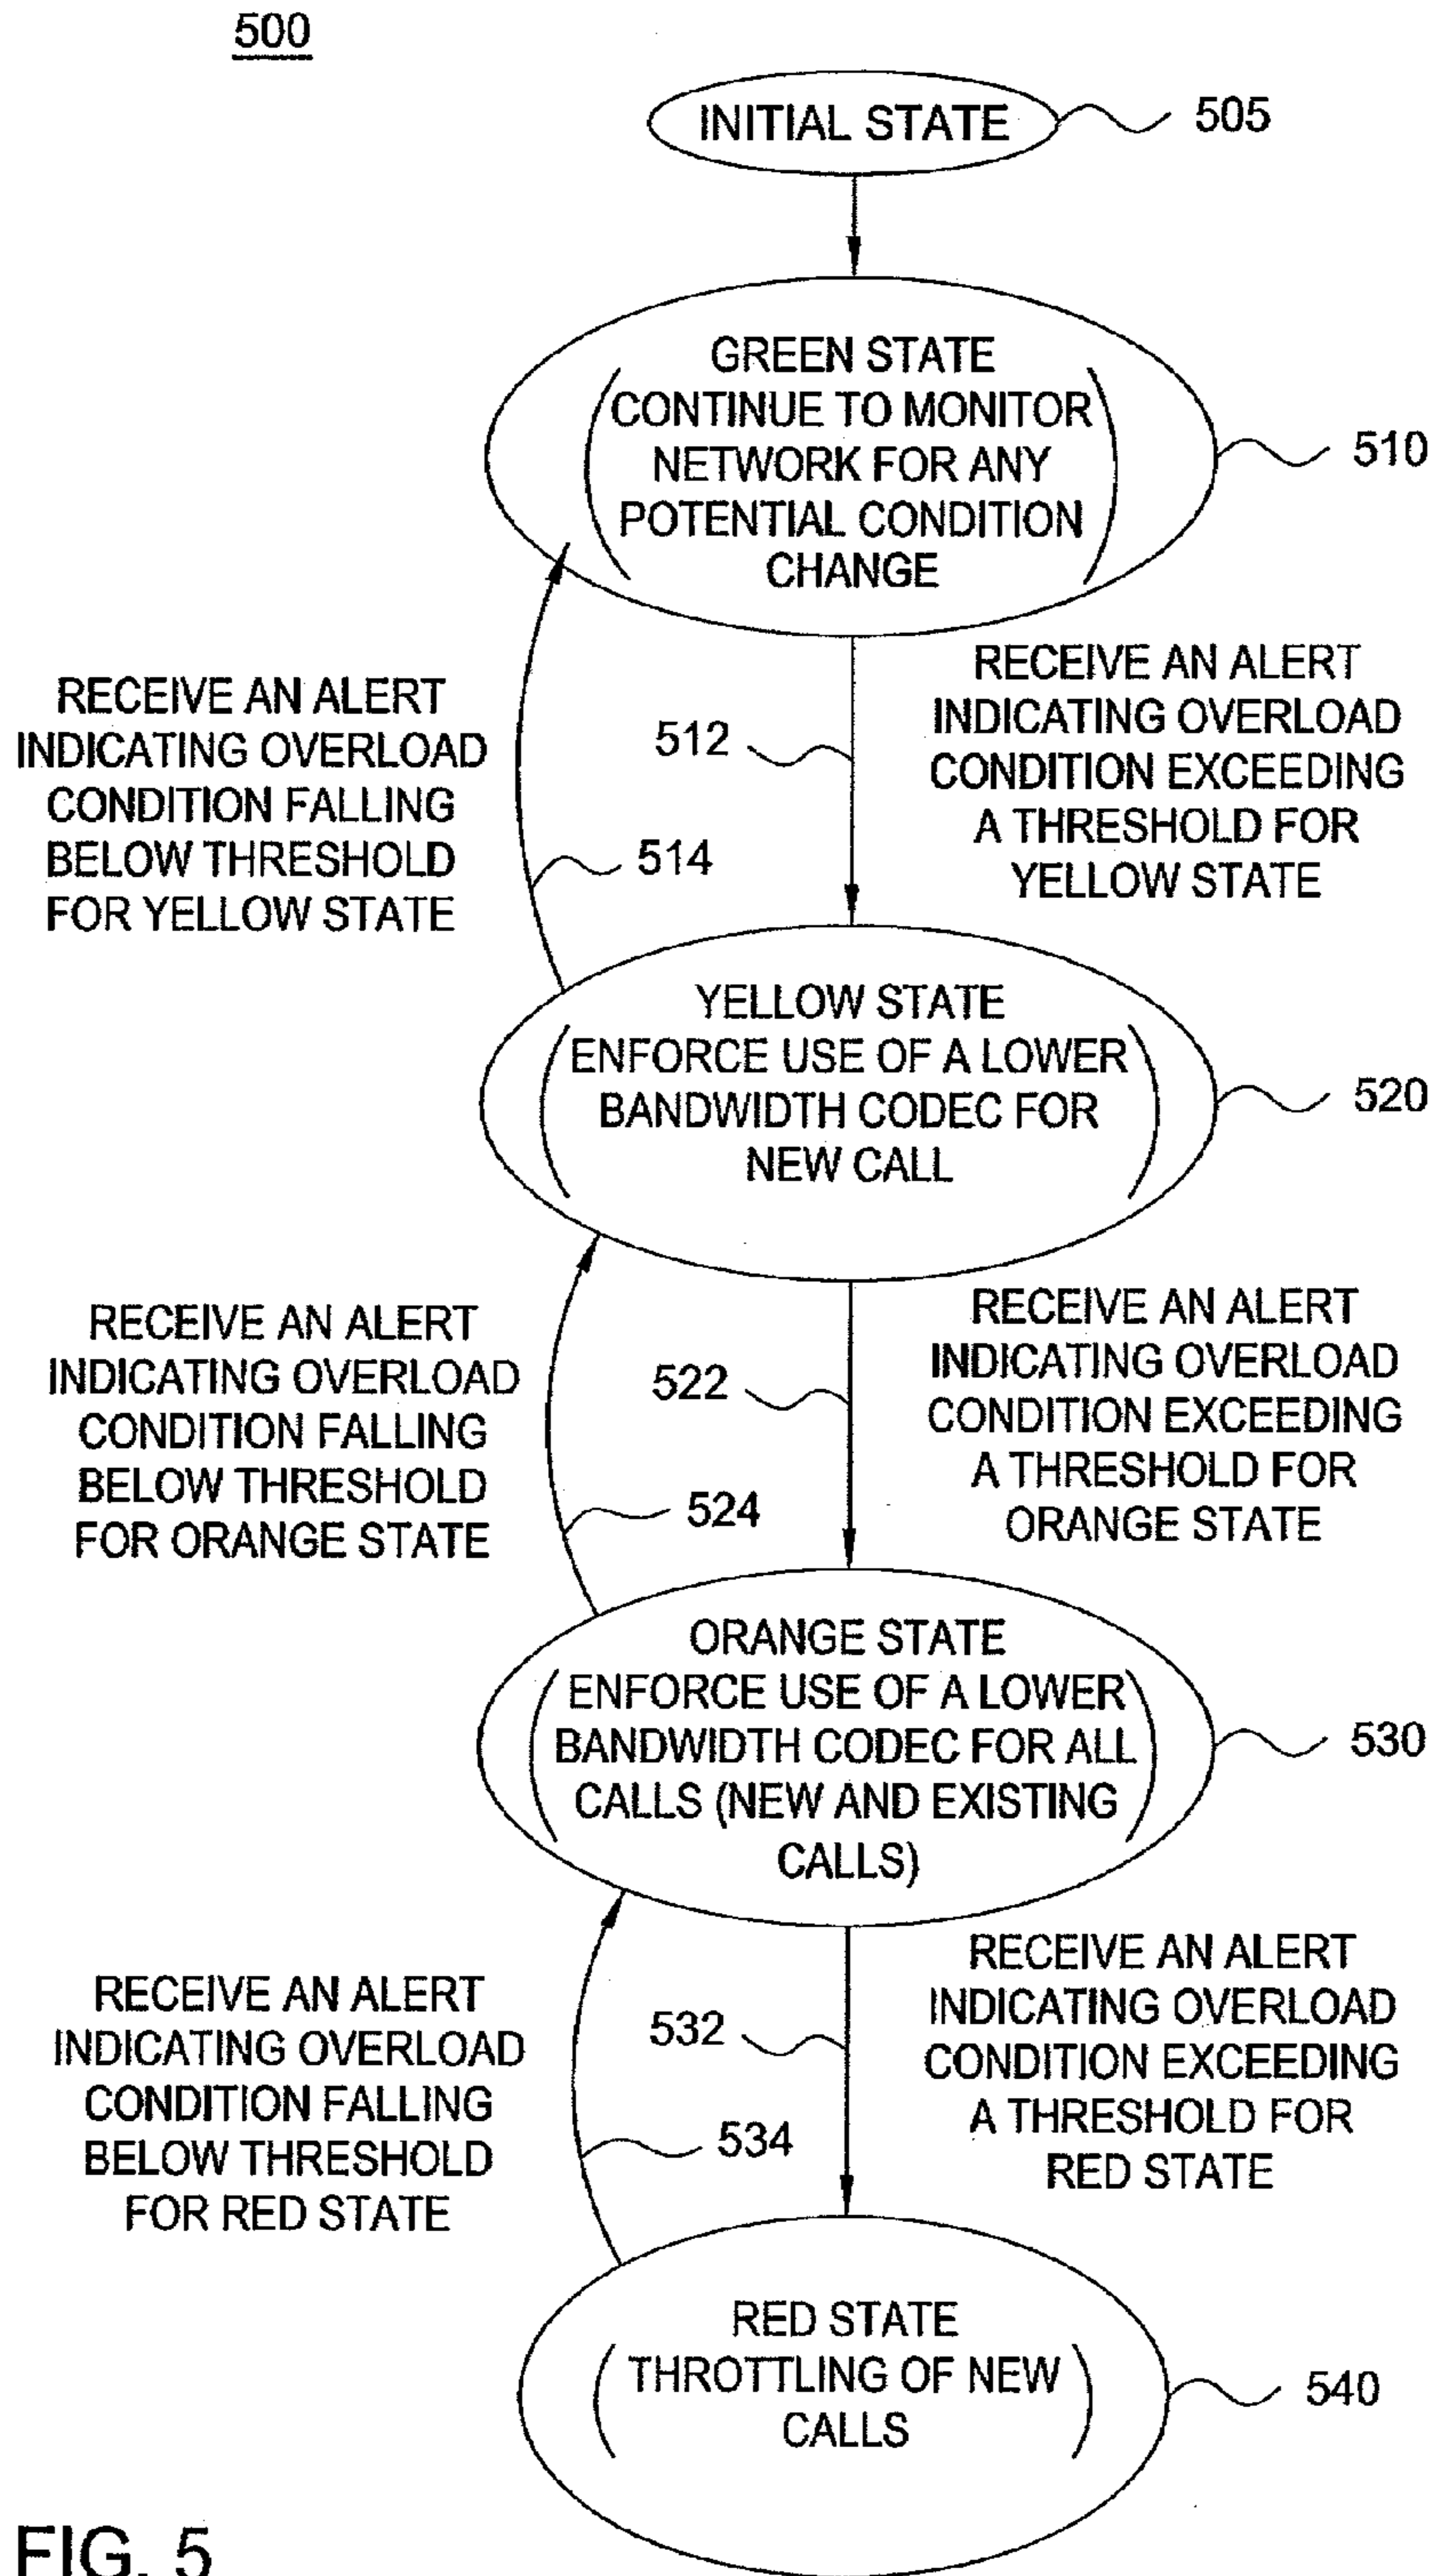 500
INITIAL STATE
505
GREEN STATE
CONTINUE TO MONITOR
NETWORK FOR ANY
POTENTIAL CONDITION
CHANGE
510
RECEIVE AN ALERT
INDICATING OVERLOAD
CONDITION FALLING
BELOW THRESHOLD
FOR YELLOW STATE
514
512
RECEIVE AN ALERT
INDICATING OVERLOAD
CONDITION EXCEEDING
A THRESHOLD FOR
YELLOW STATE
YELLOW STATE
(ENFORCE USE OF A LOWER
BANDWIDTH CODEC FOR
NEW CALL)
520
RECEIVE AN ALERT
INDICATING OVERLOAD
CONDITION FALLING
BELOW THRESHOLD
FOR ORANGE STATE
524
522
RECEIVE AN ALERT
INDICATING OVERLOAD
CONDITION EXCEEDING
A THRESHOLD FOR
ORANGE STATE
ORANGE STATE
(ENFORCE USE OF A LOWER
BANDWIDTH CODEC FOR ALL
CALLS (NEW AND EXISTING
CALLS)
530
RECEIVE AN ALERT
INDICATING OVERLOAD
CONDITION FALLING
BELOW THRESHOLD
FOR RED STATE
534
532
RECEIVE AN ALERT
INDICATING OVERLOAD
CONDITION EXCEEDING
A THRESHOLD FOR
RED STATE
RED STATE
(THROTTLING OF NEW
CALLS)
540
FIG. 5